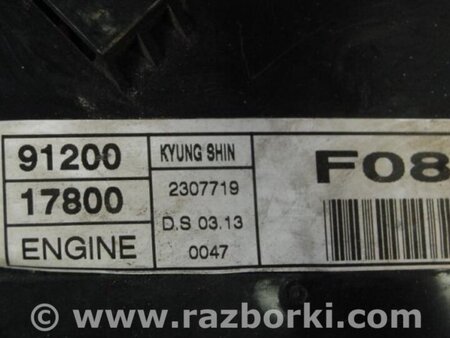 91200
17800
ENGINE
KYUNG SHIN
2307719
D.S 03.13
0047
F08
© www.razborki.com